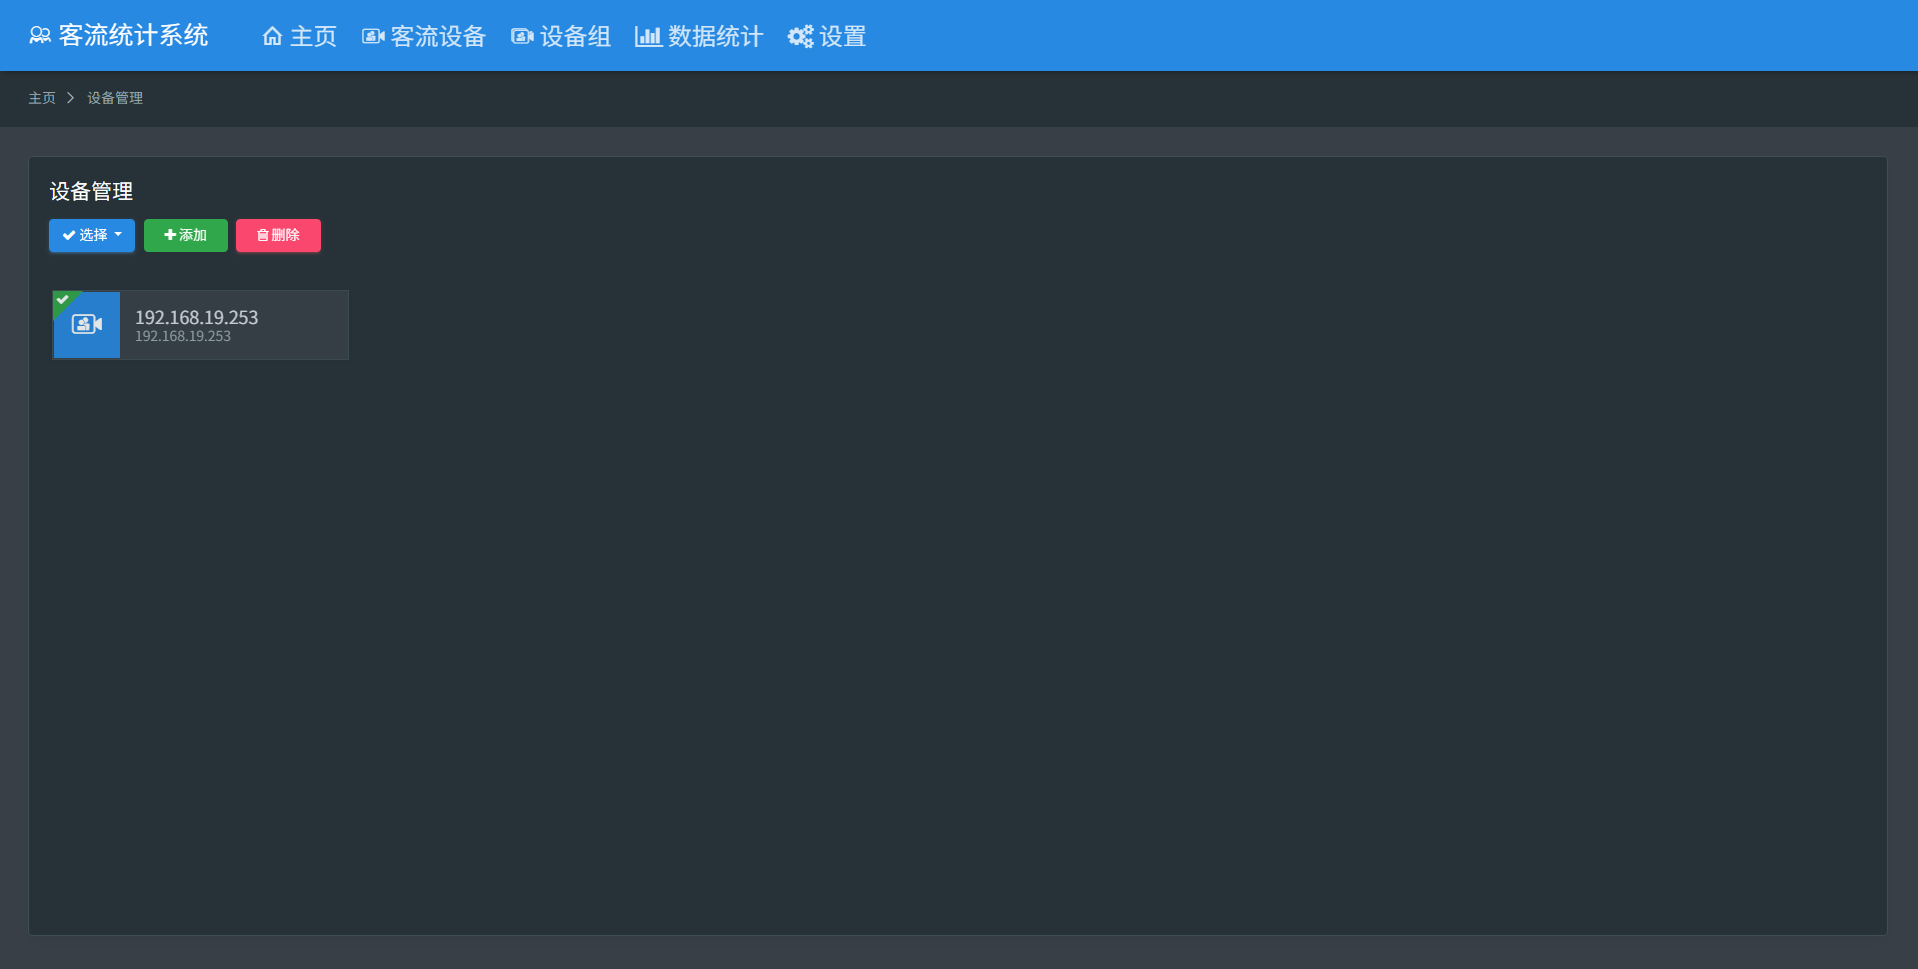 客流统计系统 主页 客流设备 设备组 数据统计 设置
主页 设备管理
设备管理
选择 添加 删除
192.168.19.253
192.168.19.253